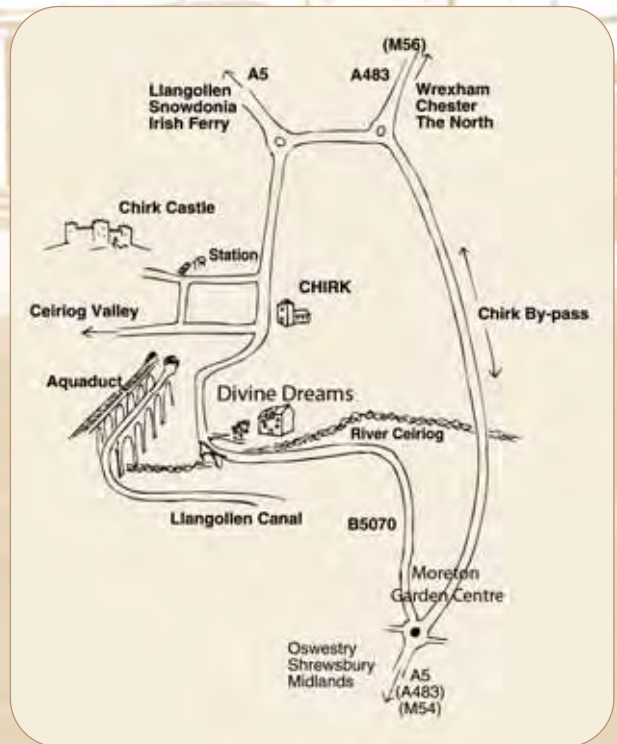 (M56)
A5
A483
Llangollen
Snowdonia
Irish Ferry
Wrexham
Chester
The North
Chirk Castle
Station
CHIRK
Ceiriog Valley
Chirk By-pass
Aquaduct
Divine Dreams
River Ceiriog
Llangollen Canal
B5070
Moreton
Garden Centre
Oswestry
Shrewsbury
Midlands
A5
(A483)
(M54)